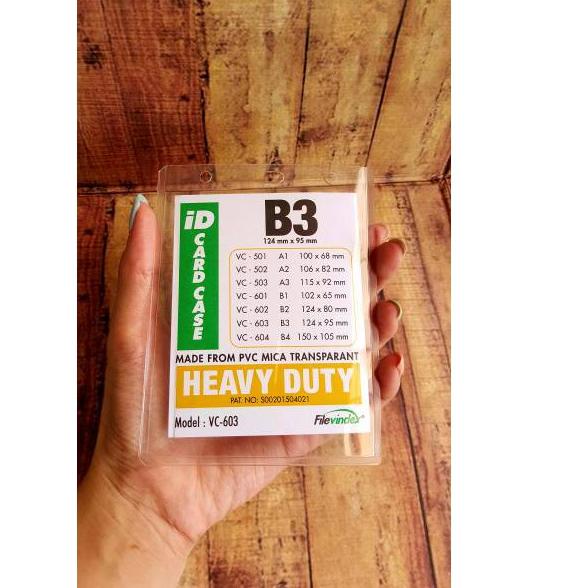 iD CARD CASE
B3
124 mm x 95 mm
VC - 501 A1 100 x 68 mm
VC - 502 A2 106 x 82 mm
VC - 503 A3 115 x 92 mm
VC - 601 B1 102 x 65 mm
VC - 602 B2 124 x 80 mm
VC - 603 B3 124 x 95 mm
VC - 604 B4 150 x 105 mm
MADE FROM PVC MICA TRANSPARANT
HEAVY DUTY
PAT. NO: S00201504021
Model : VC-603
Filevindex®